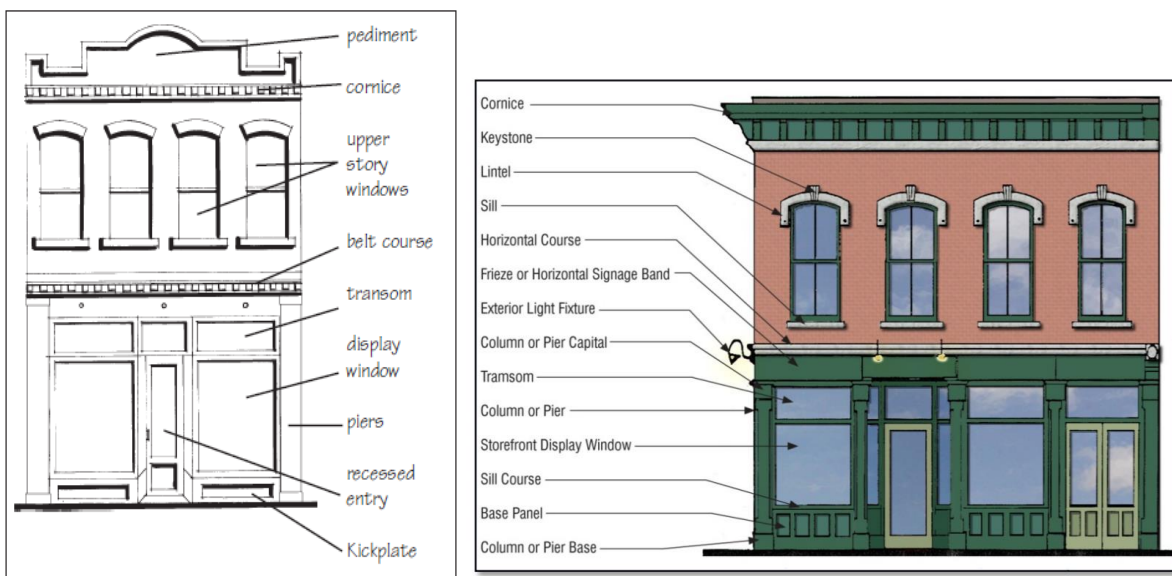 pediment
cornice
upper
story
windows
belt course
transom
display
window
piers
recessed
entry
Kickplate
Cornice
Keystone
Lintel
Sill
Horizontal Course
Frieze or Horizontal Signage Band
Exterior Light Fixture
Column or Pier Capital
Tramsom
Column or Pier
Storefront Display Window
Sill Course
Base Panel
Column or Pier Base